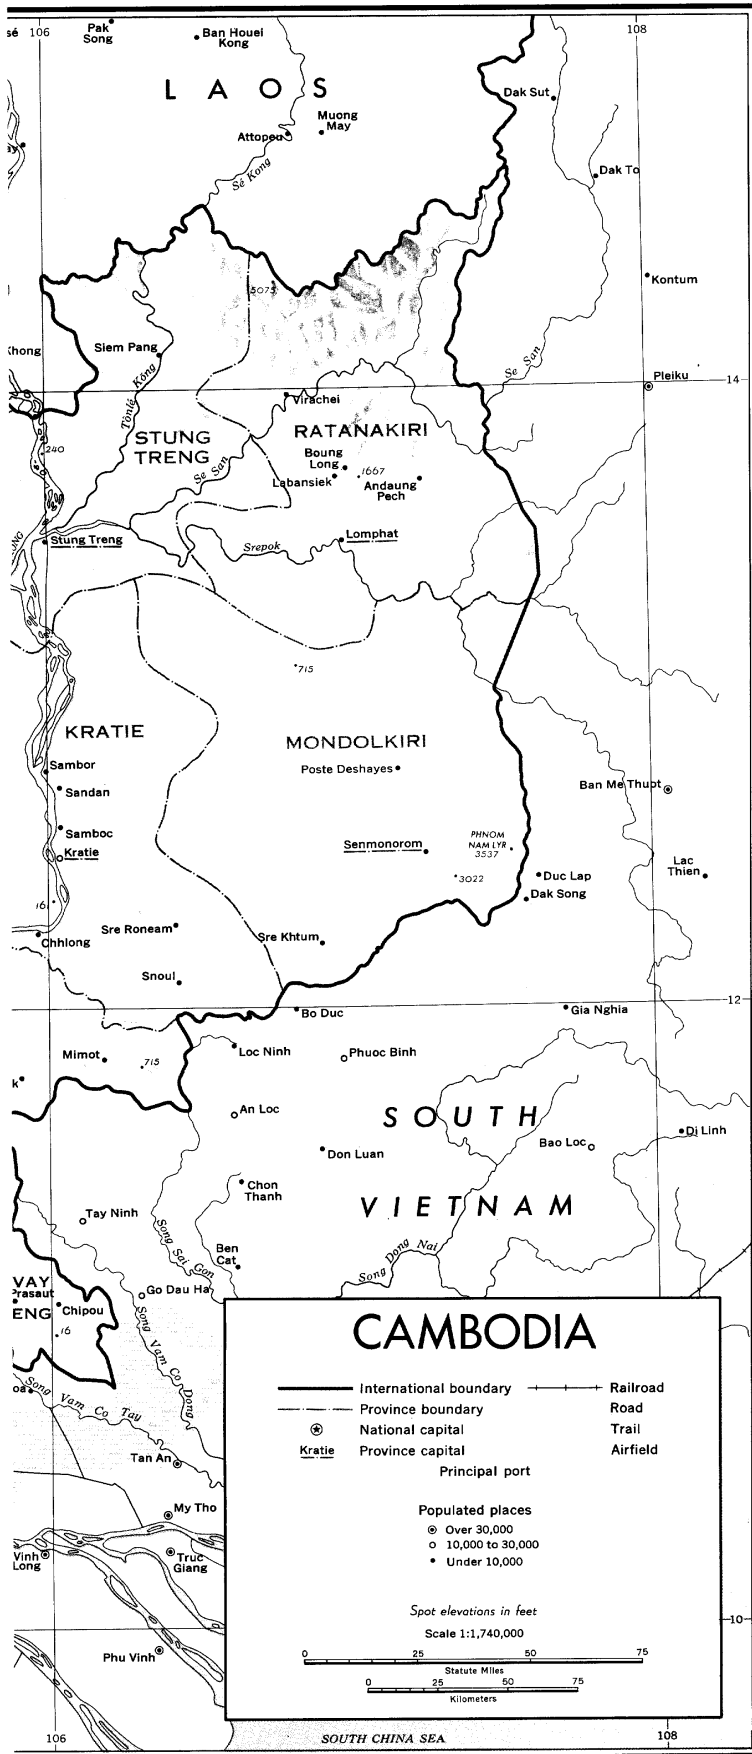 106
108
Pak
Song
Ban Houei
Kong
LAOS
Dak Sut
Muong
May
Attopeu
Sé Kong
Dak To
5075
Kontum
Khong
Siem Pang
Tônlé Kông
Se San
Pleiku
14
Virachei
240
STUNG
TRENG
RATANAKIRI
Boung
Long
Se San
1667
Labansiek
Andaung
Pech
Stung Treng
Srepok
Lomphat
715
KRATIE
MONDOLKIRI
Sambor
Poste Deshayes
Sandan
Ban Me Thuot
Samboc
Kratie
Senmonorom
PHNOM
NAM LYR
3537
Lac
Thien
3022
Duc Lap
Dak Song
161
Sre Roneam
Chhlong
Sre Khtum
Snoul
12
Bo Duc
Gia Nghia
Mimot
715
Loc Ninh
Phuoc Binh
k
An Loc
SOUTH
Bao Loc
Di Linh
Don Luan
Chon
Thanh
VIETNAM
Tay Ninh
Song Sai Gon
Ben
Cat
Song Dong Nai
VAY
Prasaut
ENG
Chipou
16
Go Dau Ha
Song Vam Co Dong
Song Vam Co Tay
Tan An
My Tho
Vinh
Long
Truc
Giang
Phu Vinh
CAMBODIA
International boundary
Railroad
Province boundary
Road
National capital
Trail
Kratie Province capital
Airfield
Principal port
Populated places
Over 30,000
10,000 to 30,000
Under 10,000
Spot elevations in feet
Scale 1:1,740,000
0 25 50 75
Statute Miles
0 25 50 75
Kilometers
10
106
SOUTH CHINA SEA
108